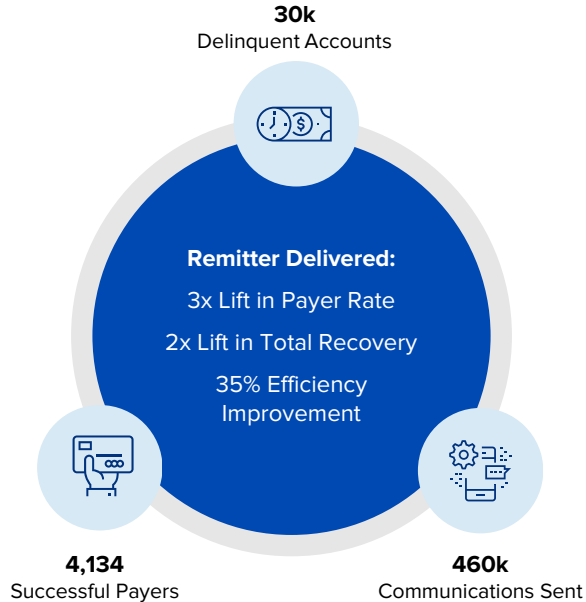 30k
Delinquent Accounts
$
Remitter Delivered:
3x Lift in Payer Rate
2x Lift in Total Recovery
35% Efficiency
Improvement
4,134
Successful Payers
460k
Communications Sent